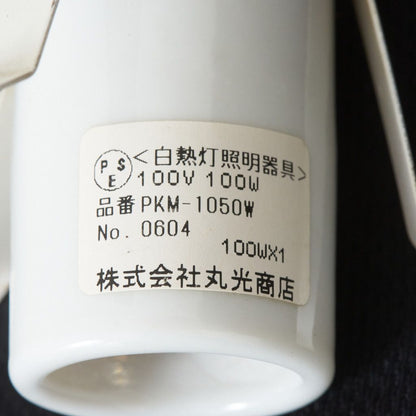 PSE <白熱灯照明器具>
100V 100W
品番 PKM-1050W
No. 0604
100WX1
株式会社丸光商店